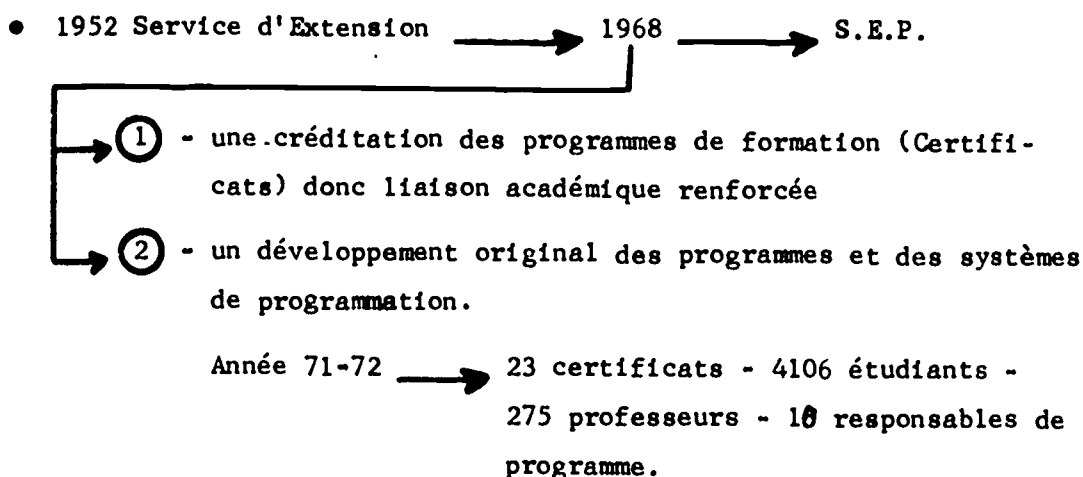 • 1952 Service d'Extension → 1968 → S.E.P.
① - une.créditation des programmes de formation (Certifi-
cats) donc liaison académique renforcée
② - un développement original des programmes et des systèmes
de programmation.
Année 71-72 → 23 certificats - 4106 étudiants -
275 professeurs - responsables de
programme.